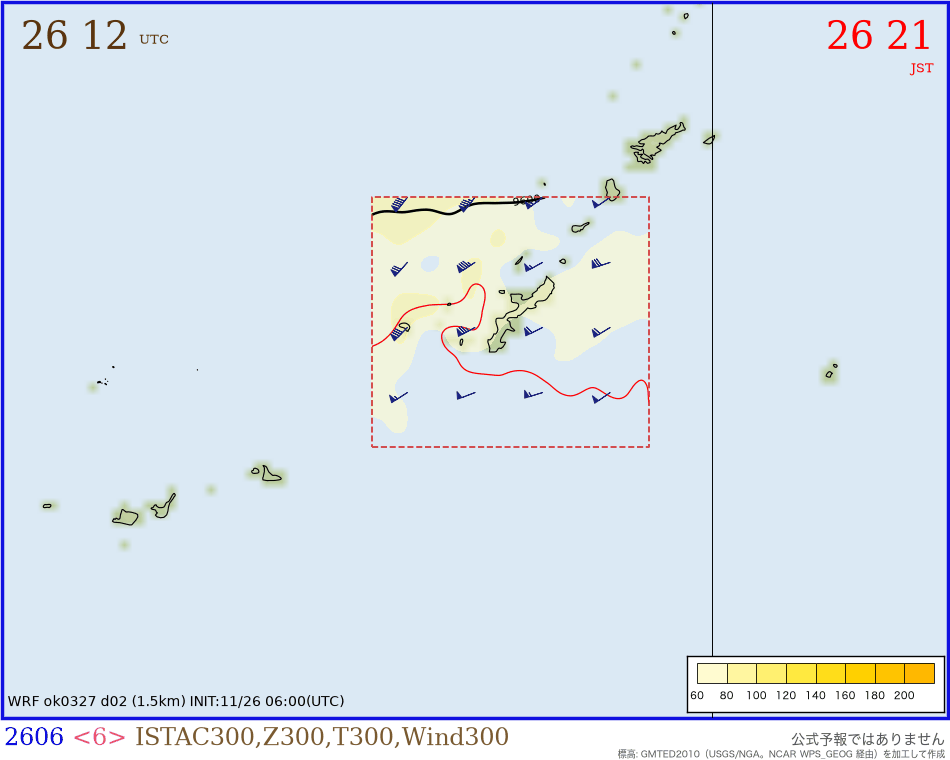 26 12 UTC
26 21
JST
WRF ok0327 d02 (1.5km) INIT:11/26 06:00(UTC)
60 80 100 120 140 160 180 200
2606 <6> ISTAC300,Z300,T300,Wind300
公式予報ではありません
標高: GMTED2010（USGS/NGA。NCAR WPS_GEOG 経由）を加工して作成